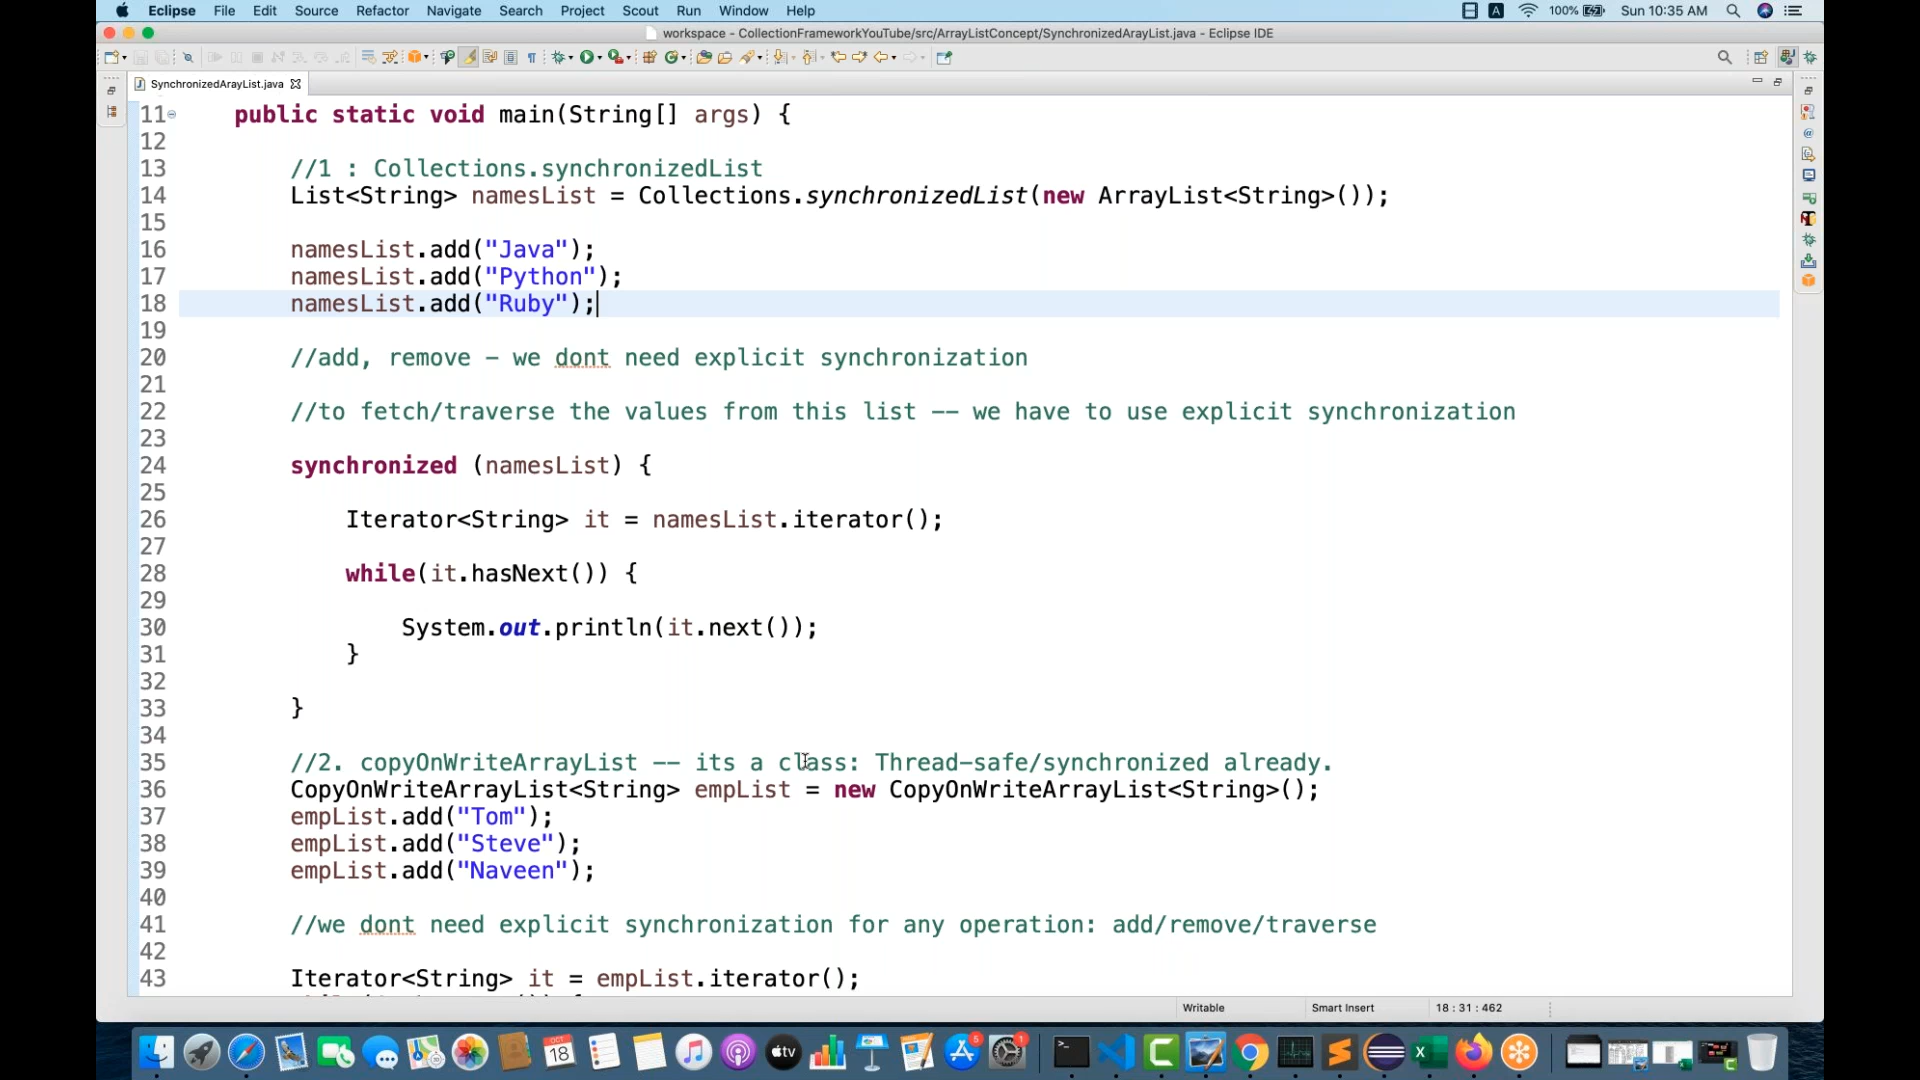 Eclipse File Edit Source Refactor Navigate Search Project Scout Run Window Help A 100% Sun 10:35 AM
workspace - CollectionFrameworkYouTube/src/ArrayListConcept/SynchronizedArayList.java - Eclipse IDE
SynchronizedArayList.java
11 public static void main(String[] args) {
12
13 //1 : Collections.synchronizedList
14 List<String> namesList = Collections.synchronizedList(new ArrayList<String>());
15
16 namesList.add("Java");
17 namesList.add("Python");
18 namesList.add("Ruby");
19
20 //add, remove - we dont need explicit synchronization
21
22 //to fetch/traverse the values from this list -- we have to use explicit synchronization
23
24 synchronized (namesList) {
25
26 Iterator<String> it = namesList.iterator();
27
28 while(it.hasNext()) {
29
30 System.out.println(it.next());
31 }
32
33 }
34
35 //2. copyOnWriteArrayList -- its a class: Thread-safe/synchronized already.
36 CopyOnWriteArrayList<String> empList = new CopyOnWriteArrayList<String>();
37 empList.add("Tom");
38 empList.add("Steve");
39 empList.add("Naveen");
40
41 //we dont need explicit synchronization for any operation: add/remove/traverse
42
43 Iterator<String> it = empList.iterator();
Writable Smart Insert 18 : 31 : 462
OCT 18 tv 5 1